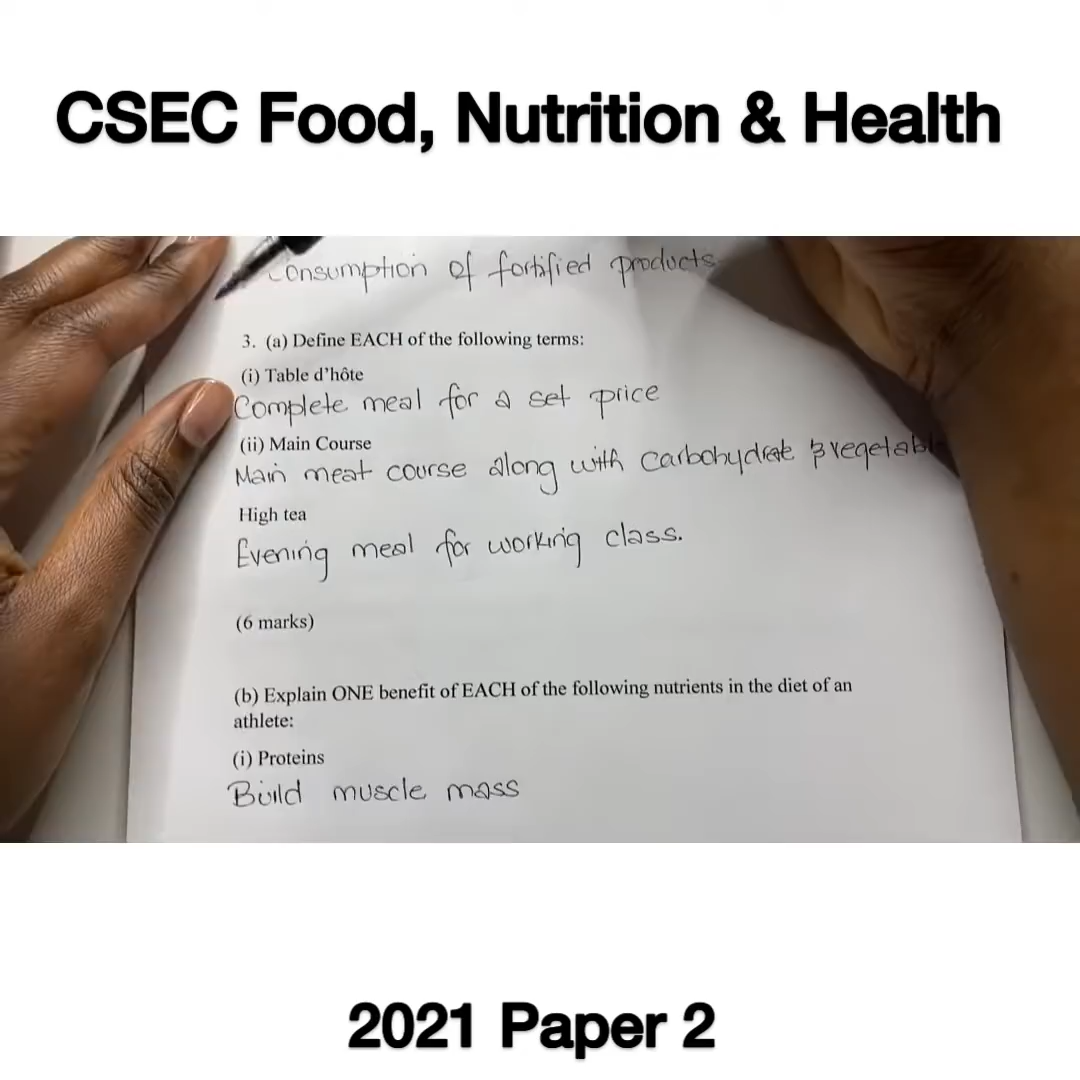 CSEC Food, Nutrition & Health
Consumption of fortified products
3. (a) Define EACH of the following terms:
(i) Table d'hôte
Complete meal for a set price
(ii) Main Course
Main meat course along with carbohydrate & vegetabl
High tea
Evening meal for working class.
(6 marks)
(b) Explain ONE benefit of EACH of the following nutrients in the diet of an
athlete:
(i) Proteins
Build muscle mass
2021 Paper 2